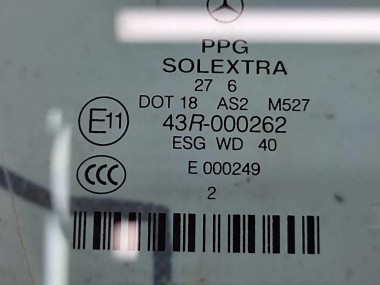 PPG
SOLEXTRA
27 6
DOT 18 AS2 M527
E11 43R-000262
ESG WD 40
CCC E 000249
2